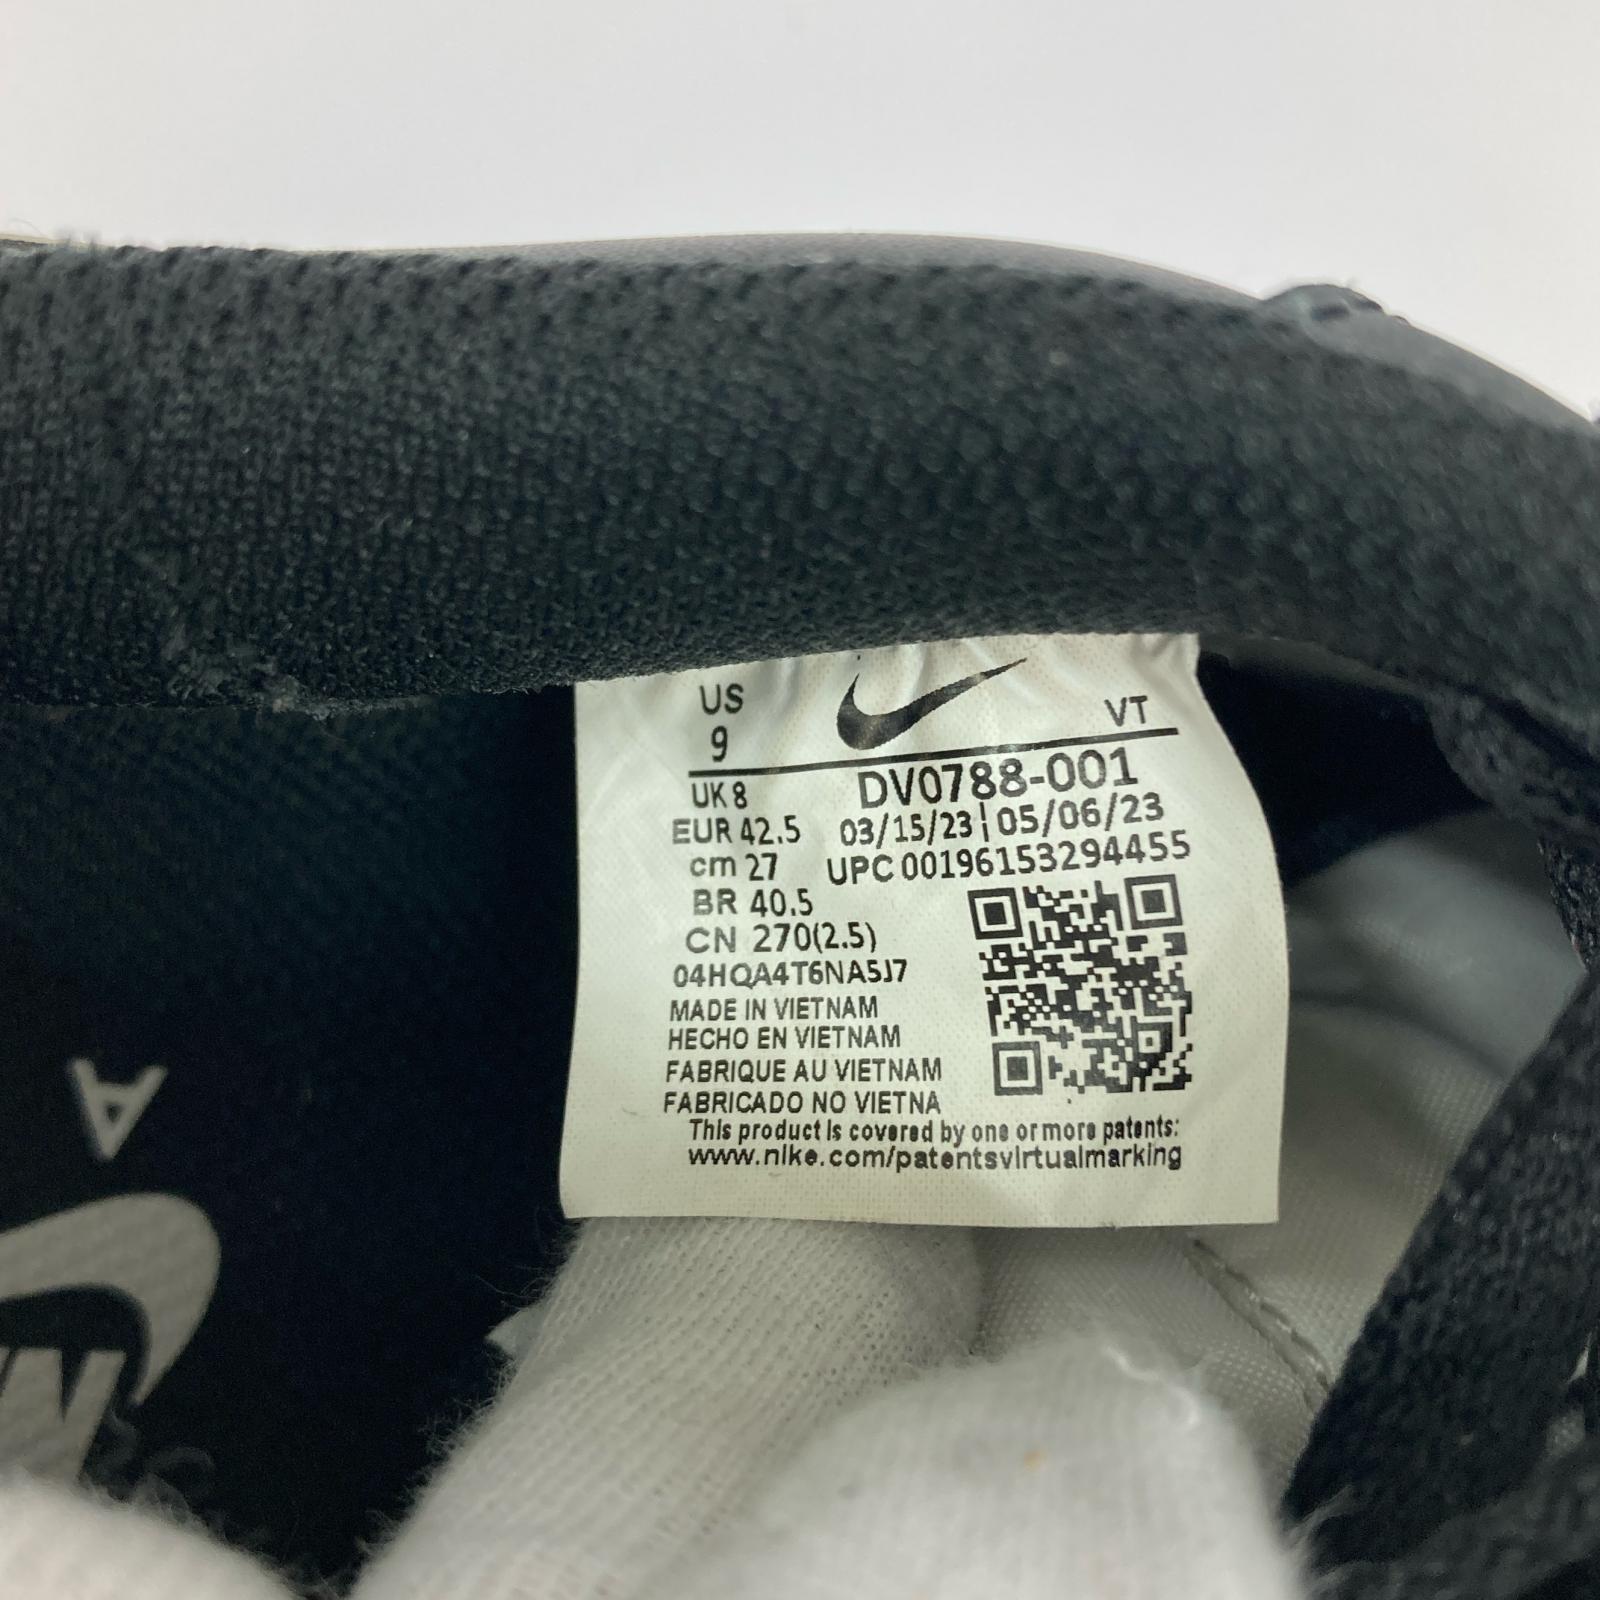 US
9
VT
UK 8
DV0788-001
EUR 42.5
03/15/23 | 05/06/23
cm 27
UPC 00196153294455
BR 40.5
CN 270(2.5)
04HQA4T6NA5J7
MADE IN VIETNAM
HECHO EN VIETNAM
FABRIQUE AU VIETNAM
FABRICADO NO VIETNA
This product is covered by one or more patents:
www.nike.com/patentsvirtualmarking
A